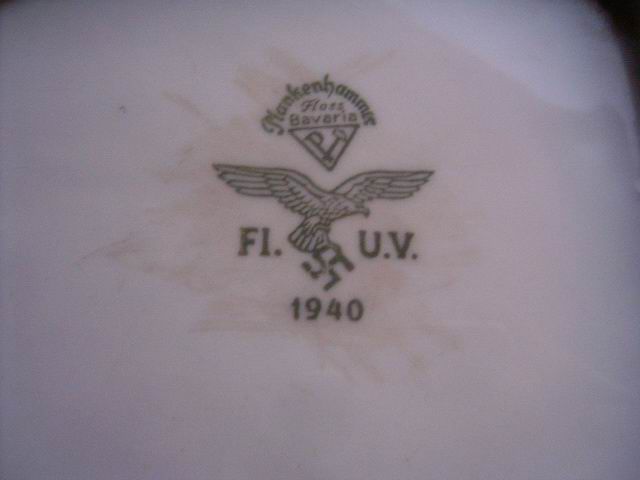 Plankenhammer
Floss
Bavaria
P
Fl. U.V.
1940